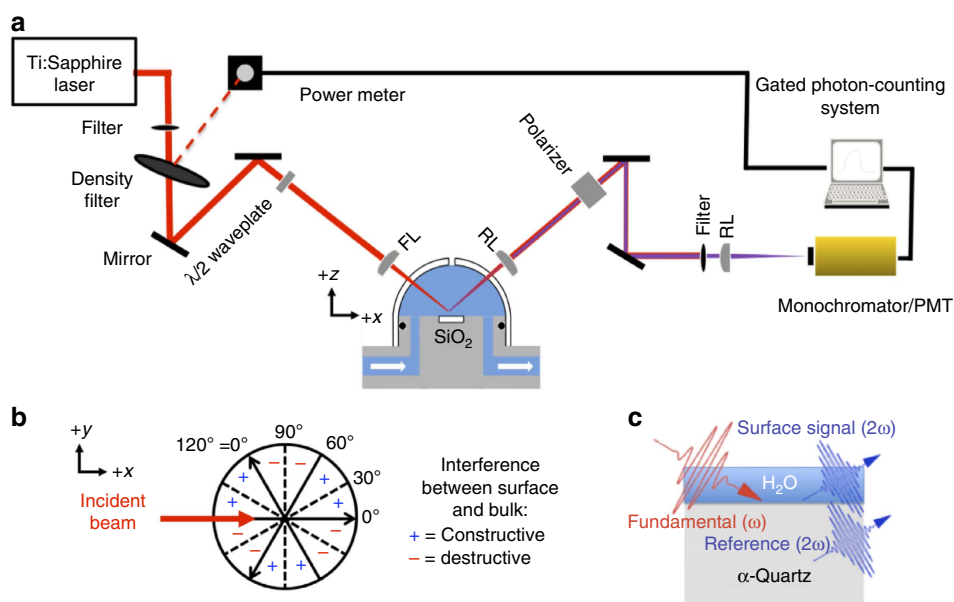 a
Ti:Sapphire
laser
Filter
Density
filter
Mirror
λ/2 waveplate
Power meter
FL
RL
Polarizer
Filter
RL
Gated photon-counting
system
Monochromator/PMT
+z
+x
SiO₂
b
+y
+x
Incident
beam
120° =0°
90°
60°
30°
0°
– –
+ +
+ +
– –
– –
+ +
Interference
between surface
and bulk:
+ = Constructive
– = destructive
c
Surface signal (2ω)
H₂O
Fundamental (ω)
Reference (2ω)
α-Quartz